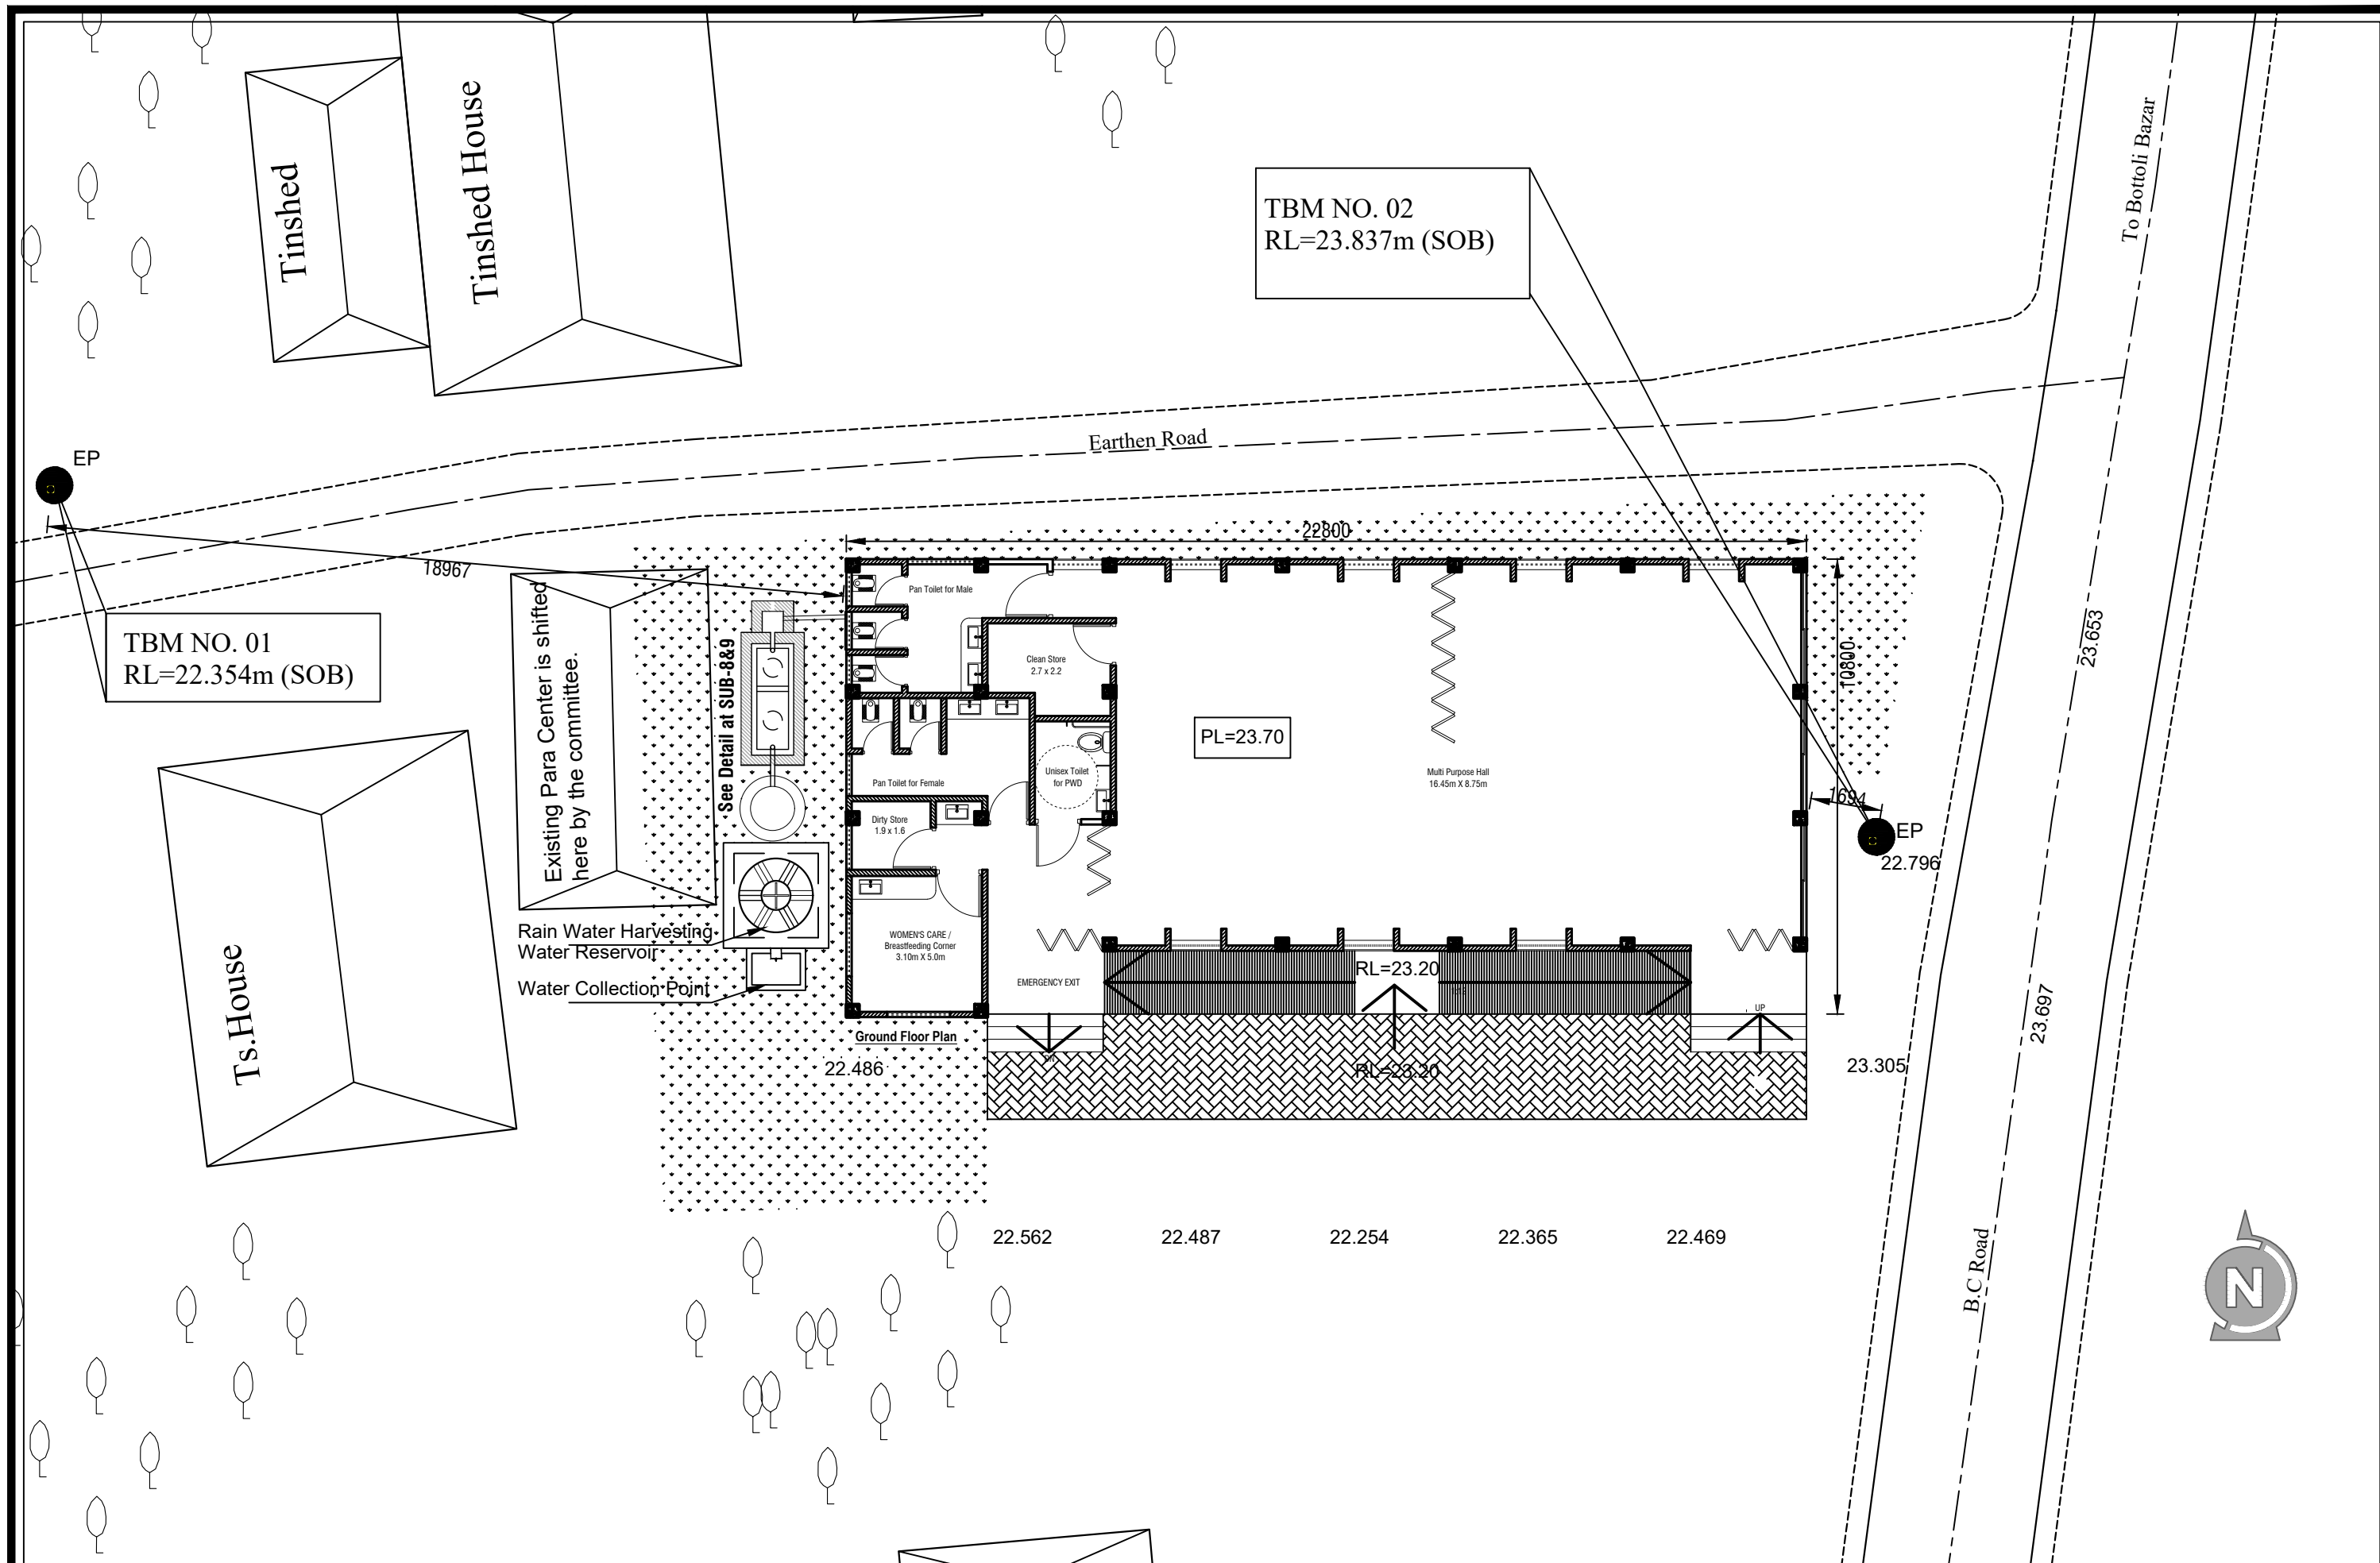 Tinshed
Tinshed House
To Bottoli Bazar
TBM NO. 02
RL=23.837m (SOB)
Earthen Road
EP
22800
18967
TBM NO. 01
RL=22.354m (SOB)
Existing Para Center is shifted
here by the committee.
See Detail at SUB-8&9
Pan Toilet for Male
Clean Store
2.7 x 2.2
10800
23.653
PL=23.70
Unisex Toilet
for PWD
Multi Purpose Hall
16.45m X 8.75m
Pan Toilet for Female
1694
EP
22.796
Dirty Store
1.9 x 1.6
Rain Water Harvesting
Water Reservoir
Water Collection Point
WOMEN'S CARE /
Breastfeeding Corner
3.10m X 5.0m
EMERGENCY EXIT
RL=23.20
UP
Ts.House
Ground Floor Plan
22.486
RL=23.20
23.305
23.697
22.562
22.487
22.254
22.365
22.469
B.C Road
N